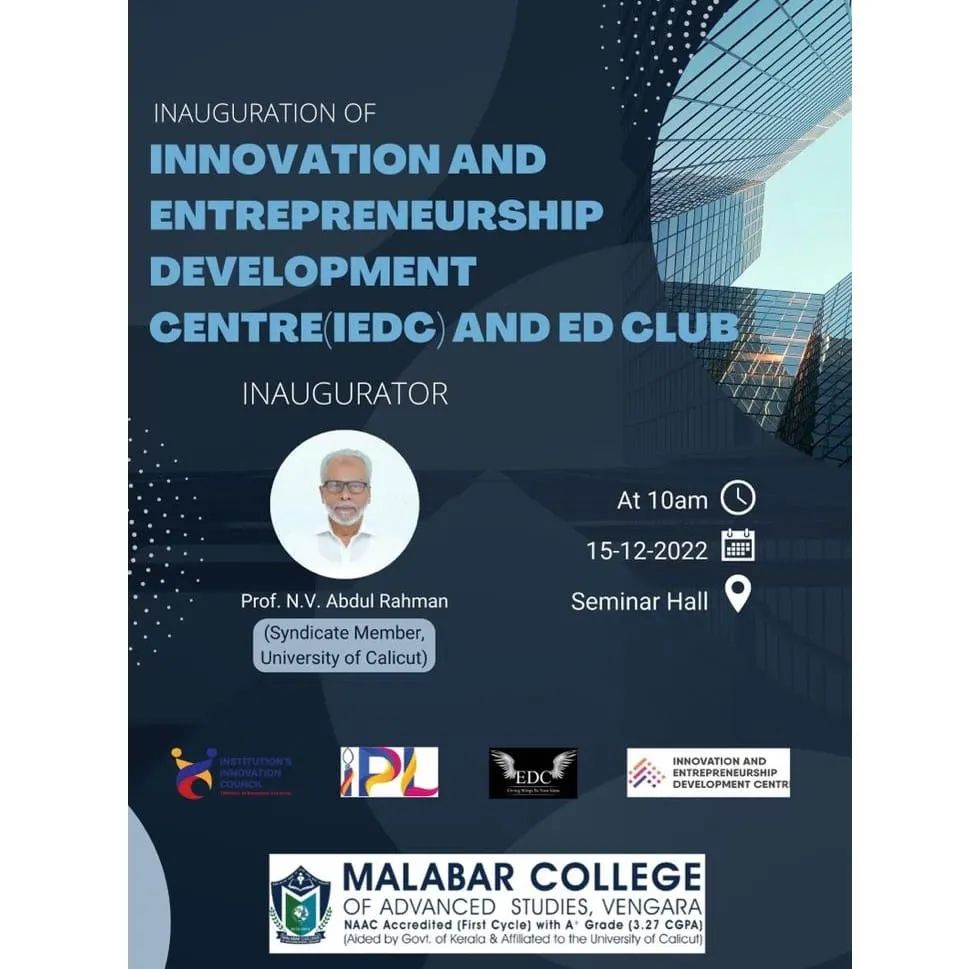 INAUGURATION OF
INNOVATION AND
ENTREPRENEURSHIP
DEVELOPMENT
CENTRE(IEDC) AND ED CLUB
INAUGURATOR
At 10am
15-12-2022
Seminar Hall
Prof. N.V. Abdul Rahman
(Syndicate Member,
University of Calicut)
INSTITUTION'S
INNOVATION
COUNCIL
IPL
EDC
INNOVATION AND
ENTREPRENEURSHIP
DEVELOPMENT CENTR
MALABAR COLLEGE
OF ADVANCED STUDIES, VENGARA
NAAC Accredited (First Cycle) with A+ Grade (3.27 CGPA)
(Aided by Govt. of Kerala & Affiliated to the University of Calicut)